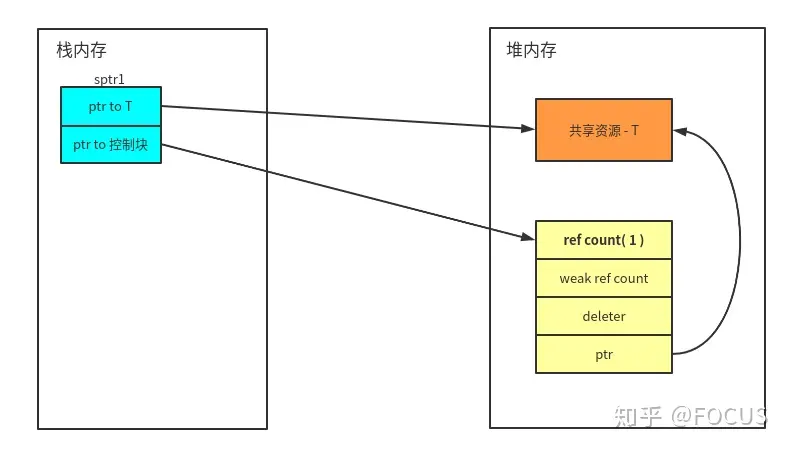 栈内存
sptr1
ptr to T
ptr to 控制块
堆内存
共享资源 - T
ref count( 1 )
weak ref count
deleter
ptr
知乎 @FOCUS